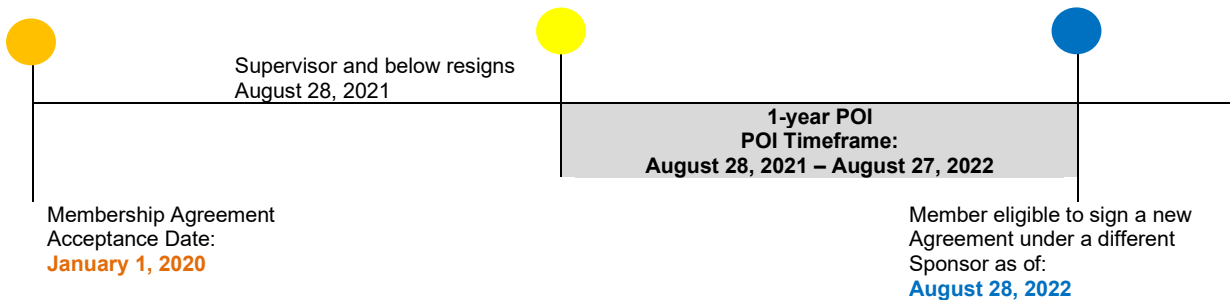 Supervisor and below resigns
August 28, 2021
1-year POI
POI Timeframe:
August 28, 2021 – August 27, 2022
Membership Agreement
Acceptance Date:
January 1, 2020
Member eligible to sign a new
Agreement under a different
Sponsor as of:
August 28, 2022